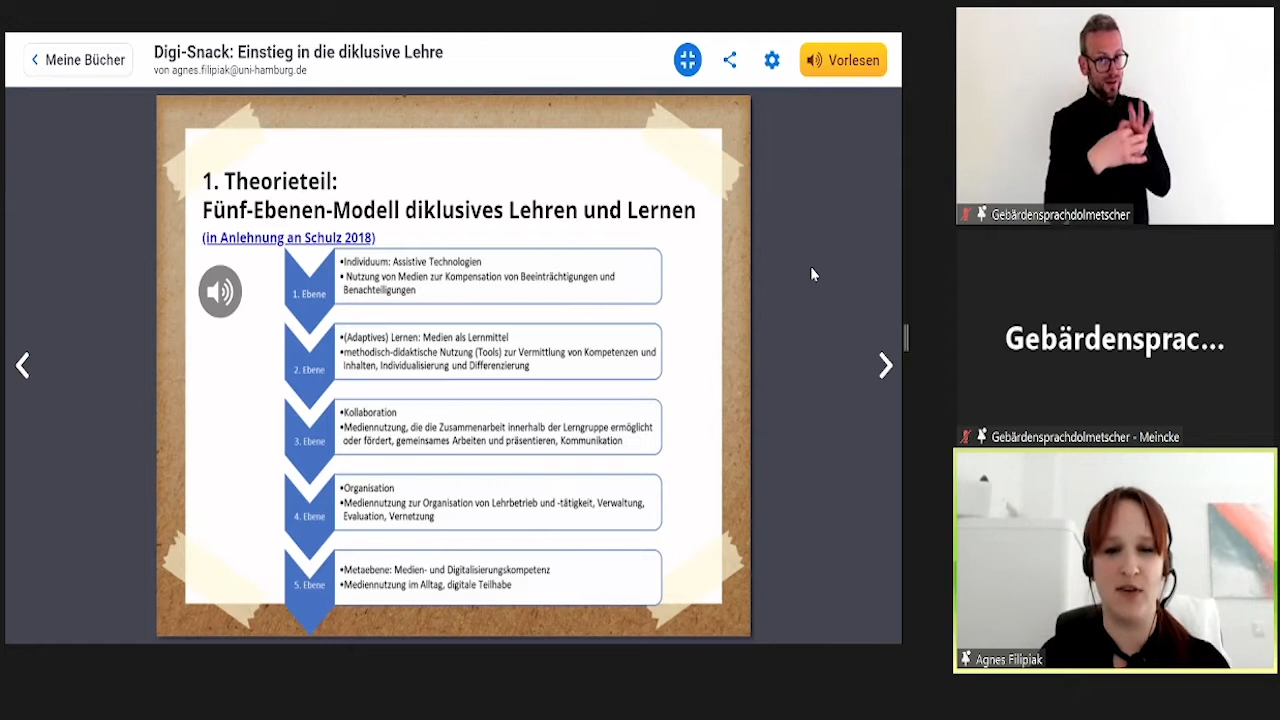 Meine Bücher
Digi-Snack: Einstieg in die diklusive Lehre
von agnes.filipiak@uni-hamburg.de
Vorlesen
1. Theorieteil:
Fünf-Ebenen-Modell diklusives Lehren und Lernen
(in Anlehnung an Schulz 2018)
1. Ebene
•Individuum: Assistive Technologien
• Nutzung von Medien zur Kompensation von Beeinträchtigungen und
Benachteiligungen
2. Ebene
•(Adaptives) Lernen: Medien als Lernmittel
•methodisch-didaktische Nutzung (Tools) zur Vermittlung von Kompetenzen und
Inhalten, Individualisierung und Differenzierung
3. Ebene
•Kollaboration
•Mediennutzung, die die Zusammenarbeit innerhalb der Lerngruppe ermöglicht
oder fördert, gemeinsames Arbeiten und präsentieren, Kommunikation
4. Ebene
•Organisation
•Mediennutzung zur Organisation von Lehrbetrieb und -tätigkeit, Verwaltung,
Evaluation, Vernetzung
5. Ebene
•Metaebene: Medien- und Digitalisierungskompetenz
•Mediennutzung im Alltag, digitale Teilhabe
Gebärdensprachdolmetscher
Gebärdensprac...
Gebärdensprachdolmetscher - Meincke
Agnes Filipiak